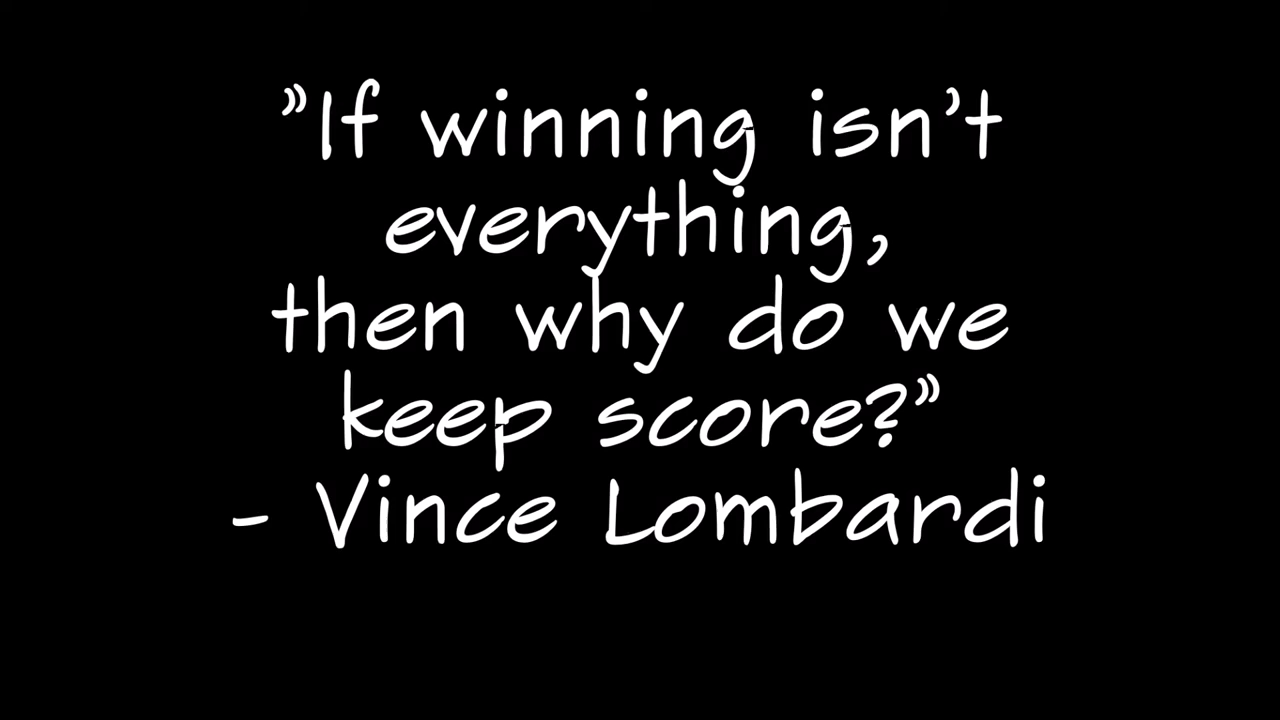 ”If winning isn’t
everything,
then why do we
keep score?”
- Vince Lombardi